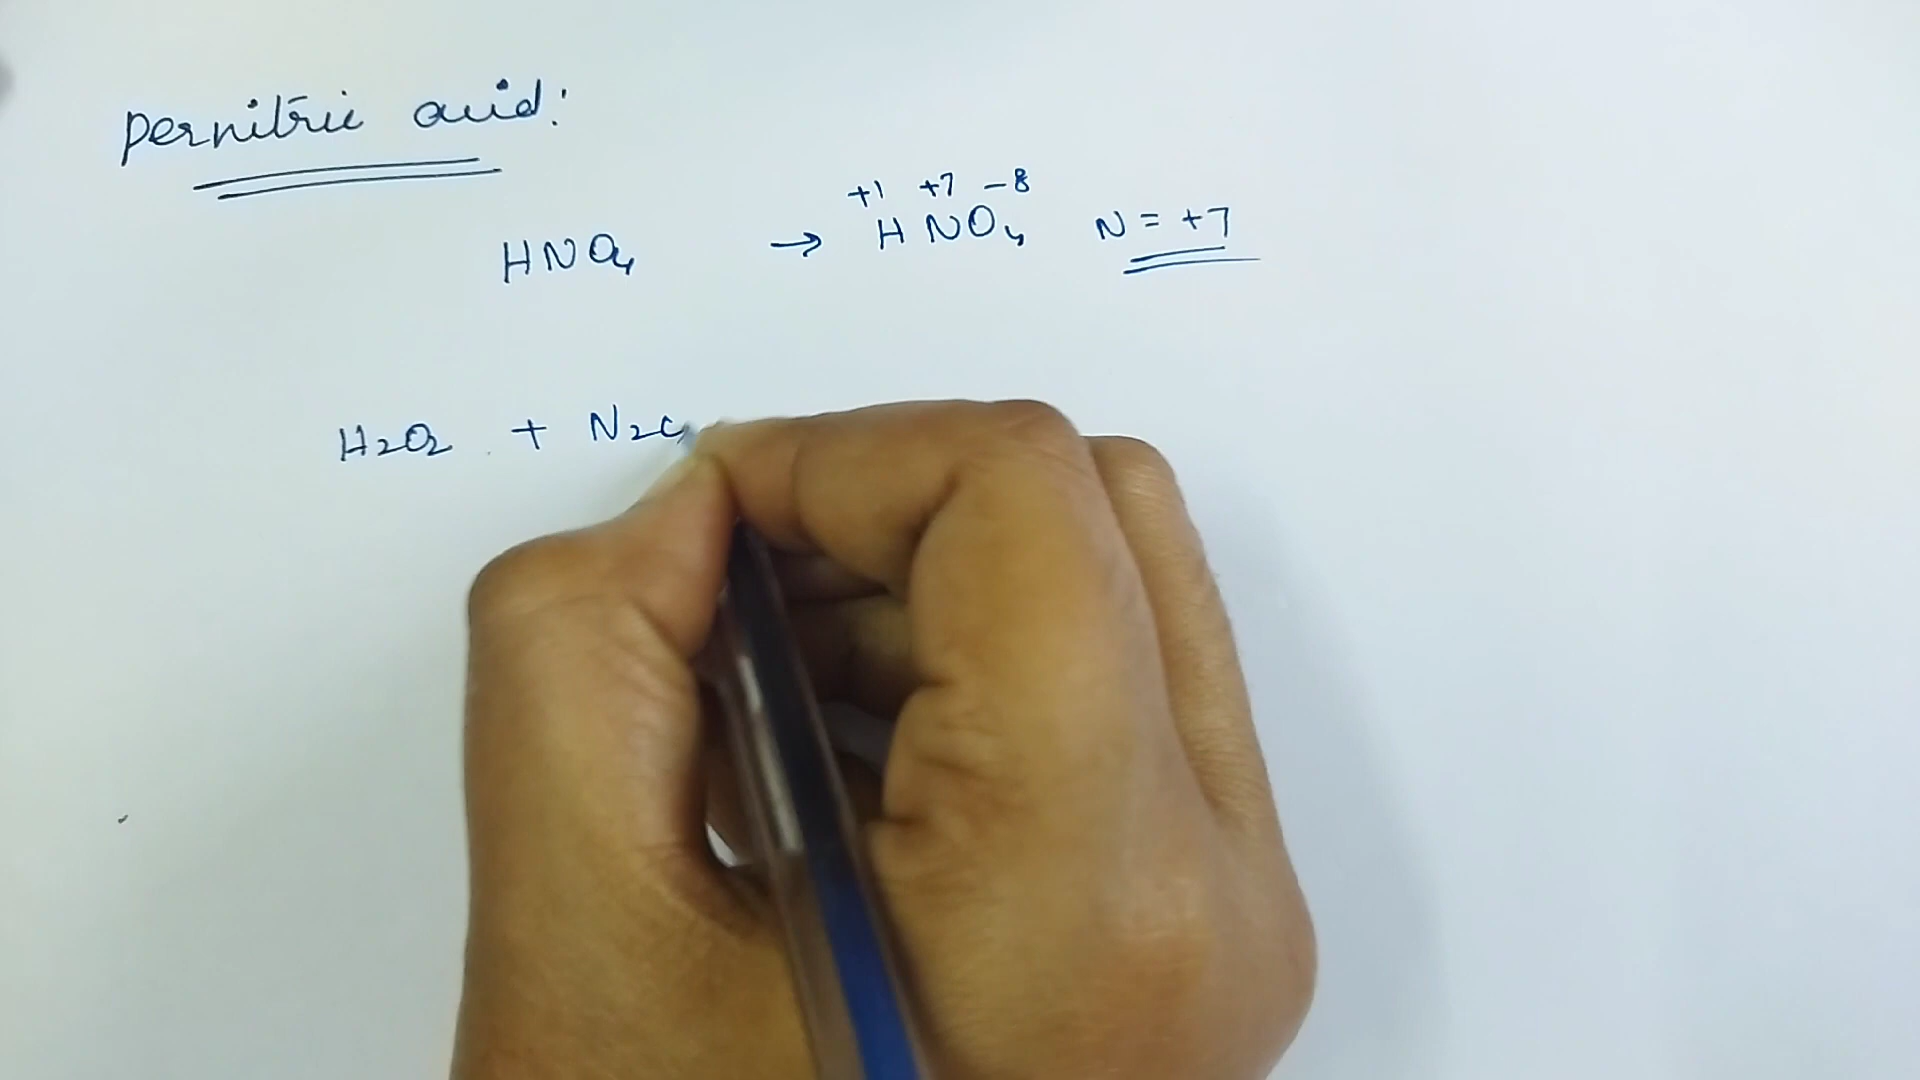 Pernitric acid:
+1 +7 -8
HNO₄ → HNO₄ N = +7
H₂O₂ + N₂